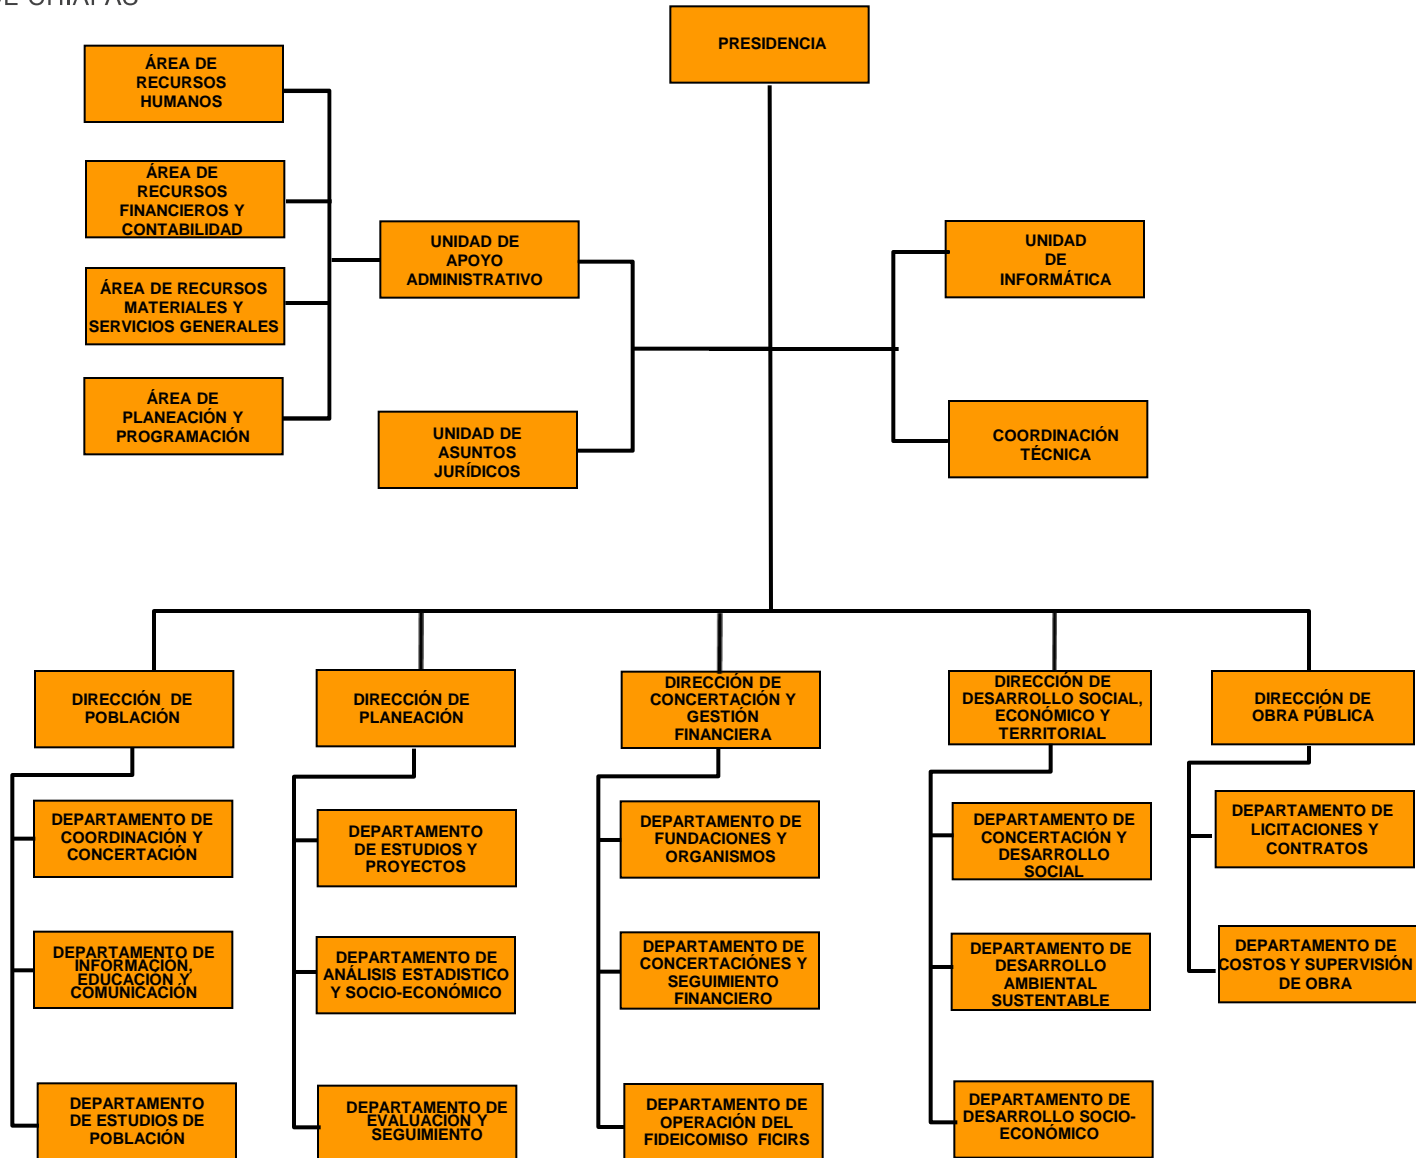 DE CHIAPAS
PRESIDENCIA
ÁREA DE
RECURSOS
HUMANOS
ÁREA DE
RECURSOS
FINANCIEROS Y
CONTABILIDAD
ÁREA DE RECURSOS
MATERIALES Y
SERVICIOS GENERALES
ÁREA DE
PLANEACIÓN Y
PROGRAMACIÓN
UNIDAD DE
APOYO
ADMINISTRATIVO
UNIDAD DE
ASUNTOS
JURÍDICOS
UNIDAD
DE
INFORMÁTICA
COORDINACIÓN
TÉCNICA
DIRECCIÓN DE
POBLACIÓN
DEPARTAMENTO DE
COORDINACIÓN Y
CONCERTACIÓN
DEPARTAMENTO DE
INFORMACIÓN,
EDUCACIÓN Y
COMUNICACIÓN
DEPARTAMENTO
DE ESTUDIOS DE
POBLACIÓN
DIRECCIÓN DE
PLANEACIÓN
DEPARTAMENTO
DE ESTUDIOS Y
PROYECTOS
DEPARTAMENTO DE
ANÁLISIS ESTADISTICO
Y SOCIO-ECONÓMICO
DEPARTAMENTO DE
EVALUACIÓN Y
SEGUIMIENTO
DIRECCIÓN DE
CONCERTACIÓN Y
GESTIÓN
FINANCIERA
DEPARTAMENTO DE
FUNDACIONES Y
ORGANISMOS
DEPARTAMENTO DE
CONCERTACIÓNES Y
SEGUIMIENTO
FINANCIERO
DEPARTAMENTO DE
OPERACIÓN DEL
FIDEICOMISO FICIRS
DIRECCIÓN DE
DESARROLLO SOCIAL,
ECONÓMICO Y
TERRITORIAL
DEPARTAMENTO DE
CONCERTACIÓN Y
DESARROLLO
SOCIAL
DEPARTAMENTO DE
DESARROLLO
AMBIENTAL
SUSTENTABLE
DEPARTAMENTO DE
DESARROLLO SOCIO-
ECONÓMICO
DIRECCIÓN DE
OBRA PÚBLICA
DEPARTAMENTO DE
LICITACIONES Y
CONTRATOS
DEPARTAMENTO DE
COSTOS Y SUPERVISIÓN
DE OBRA